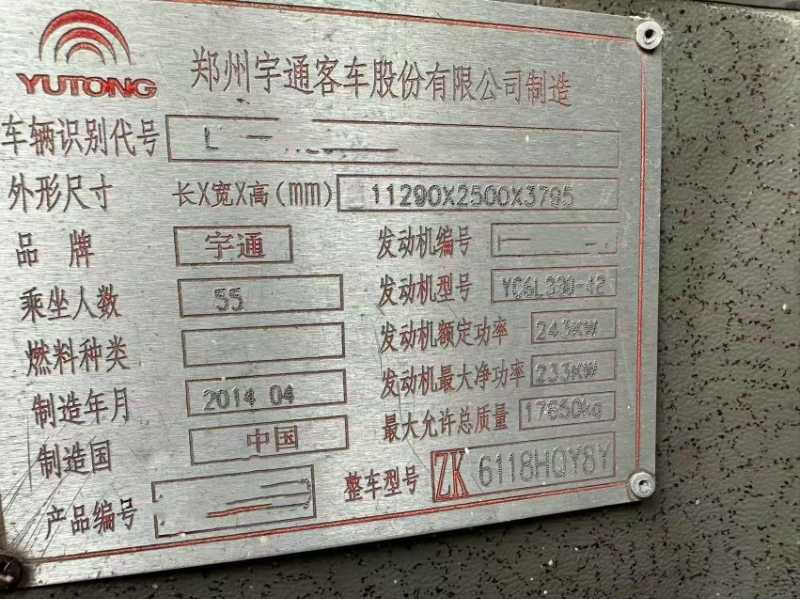 YUTONG
郑州宇通客车股份有限公司制造
车辆识别代号 L
外形尺寸 长X宽X高(mm) 11290X2500X3795
品牌 宇通 发动机编号
乘坐人数 55 发动机型号 YC6L330-42
燃料种类 发动机额定功率 243KW
制造年月 2014 04 发动机最大净功率 233KW
制造国 中国 最大允许总质量 17650kg
产品编号 整车型号 ZK 6118HQY8Y